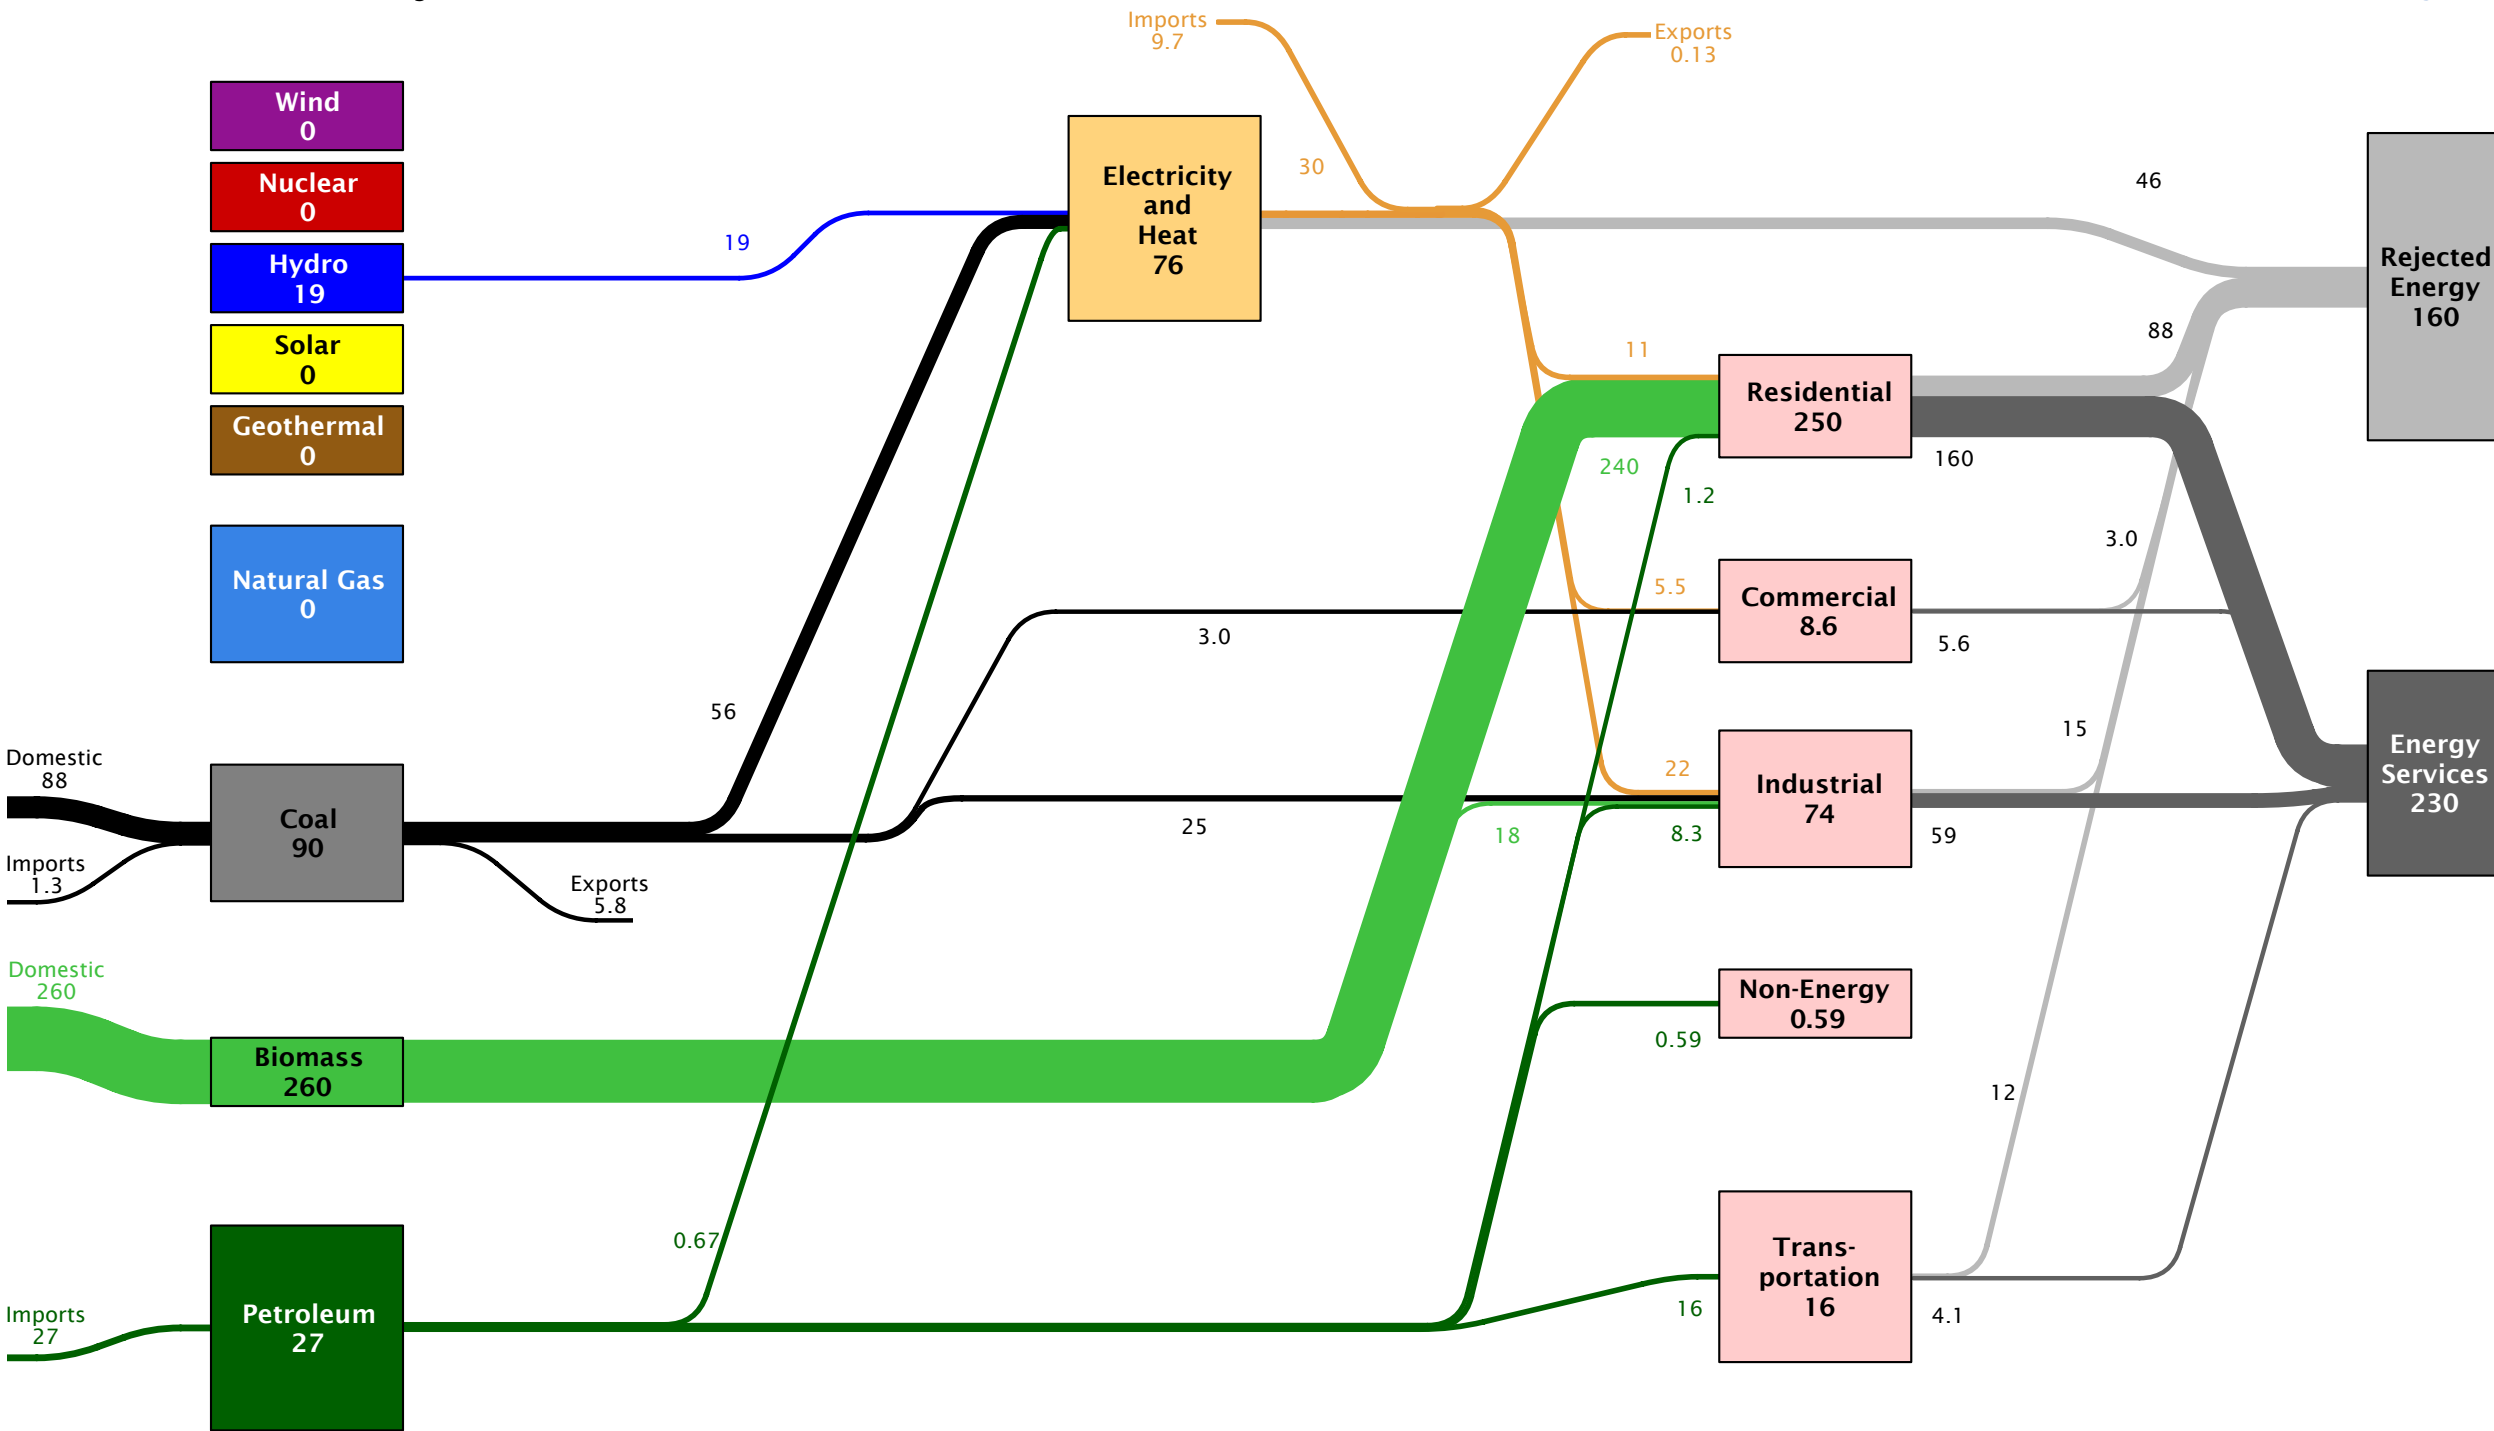 Imports
9.7
Exports
0.13
Wind
0
Nuclear
0
Hydro
19
Solar
0
Geothermal
0
Natural Gas
0
19
Electricity
and
Heat
76
30
46
Rejected
Energy
160
88
11
Residential
250
240
1.2
160
3.0
5.5
Commercial
8.6
5.6
3.0
56
Domestic
88
Coal
90
Imports
1.3
Exports
5.8
25
22
Industrial
74
18
8.3
59
15
Energy
Services
230
Domestic
260
Biomass
260
Non-Energy
0.59
0.59
12
0.67
Imports
27
Petroleum
27
Trans-
portation
16
16
4.1